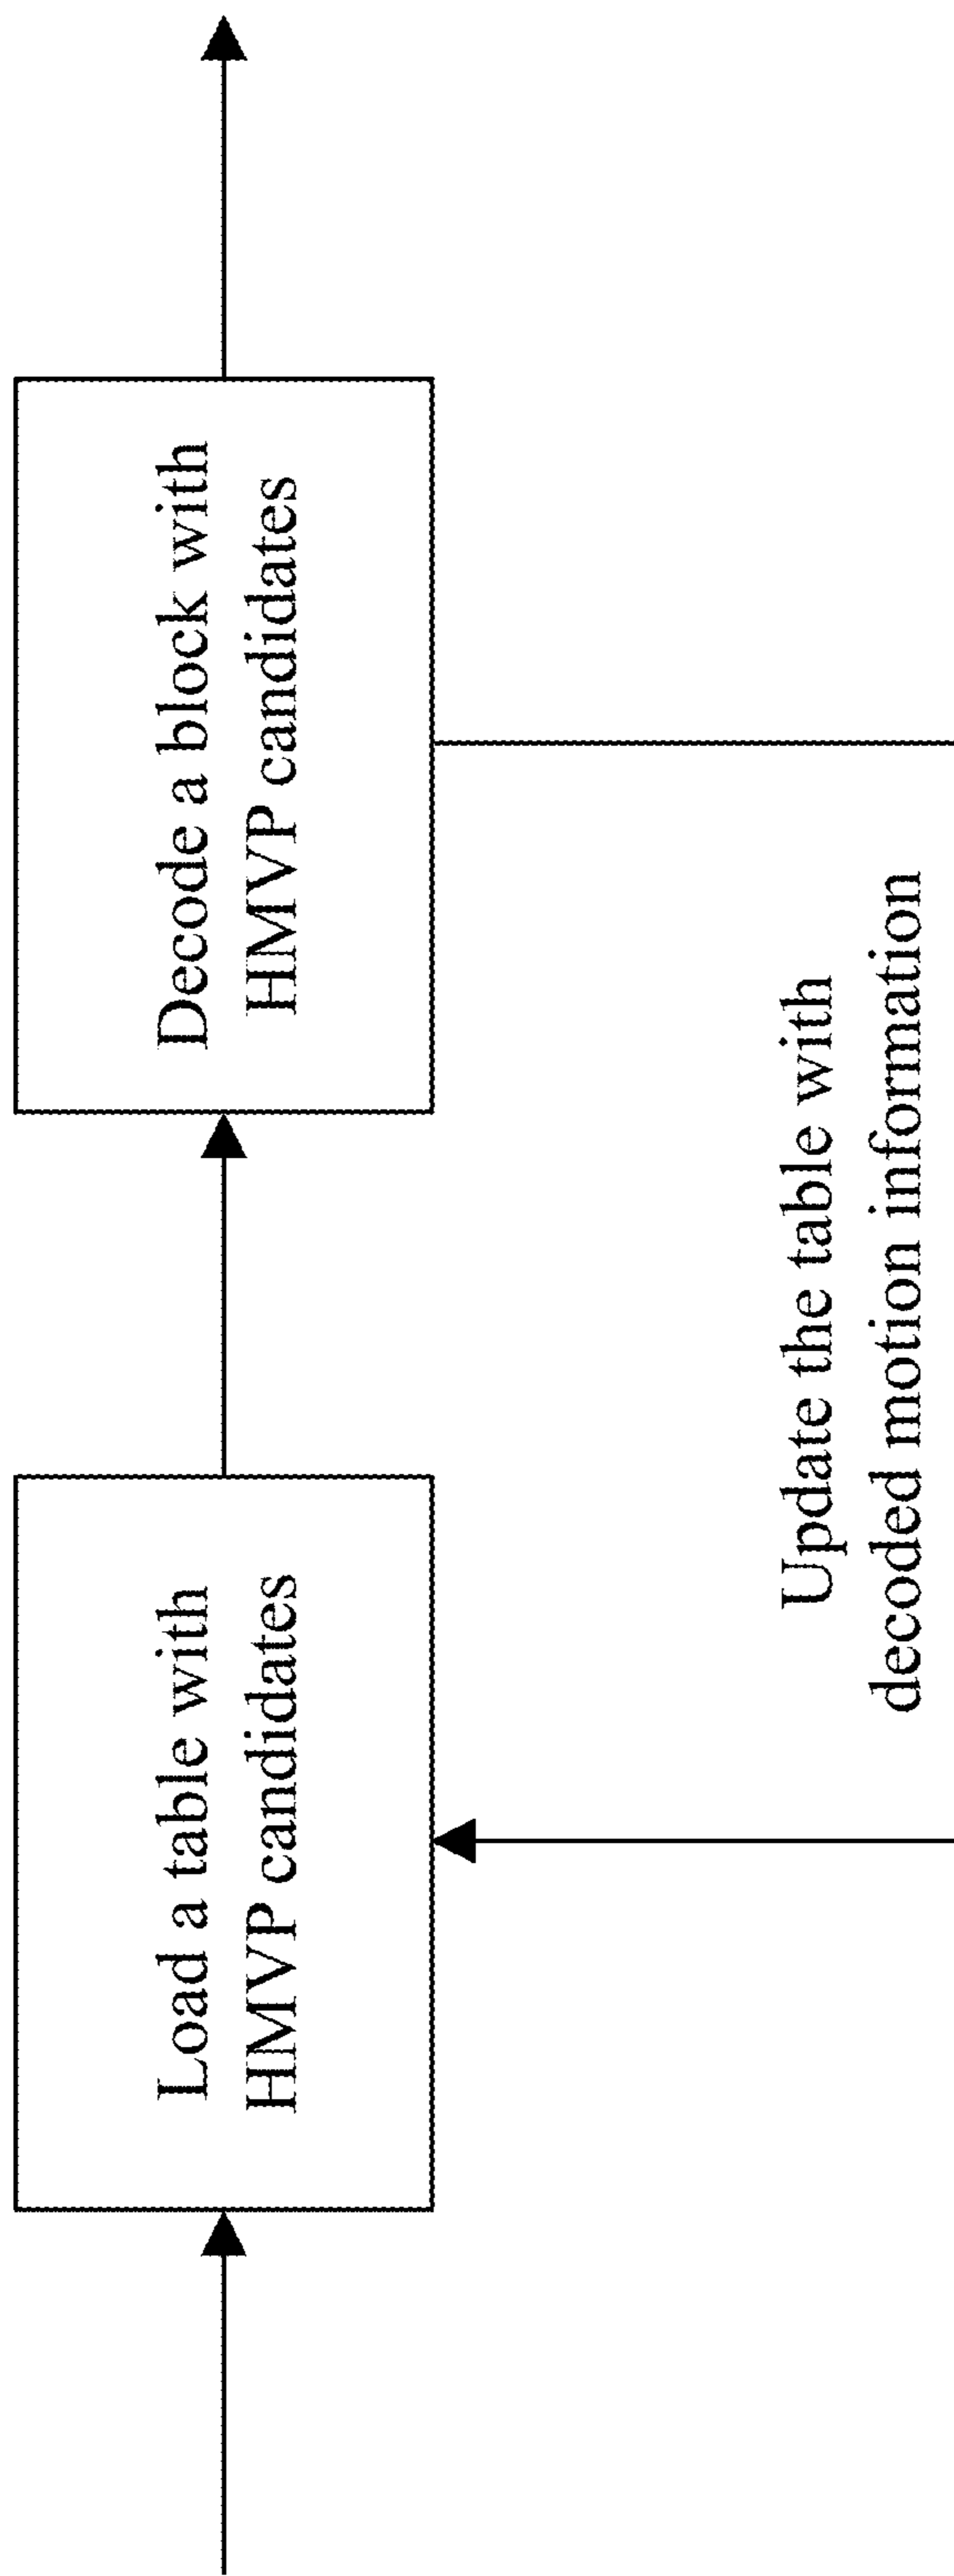 Load a table with
HMVP candidates
Decode a block with
HMVP candidates
Update the table with
decoded motion information